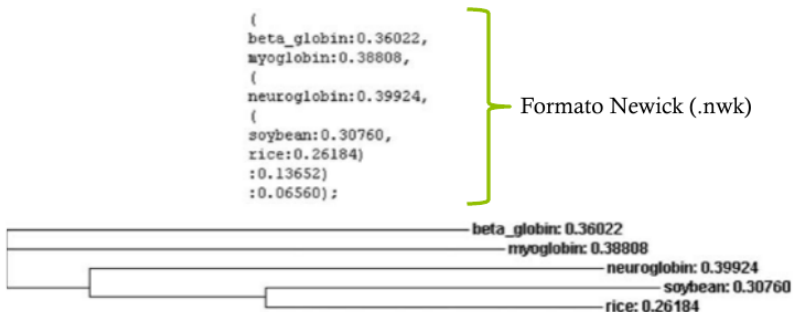 (
beta_globin:0.36022,
myoglobin:0.38808,
(
neuroglobin:0.39924,
(
soybean:0.30760,
rice:0.26184)
:0.13652)
:0.06560);
Formato Newick (.nwk)
beta_globin: 0.36022
myoglobin: 0.38808
neuroglobin: 0.39924
soybean: 0.30760
rice: 0.26184